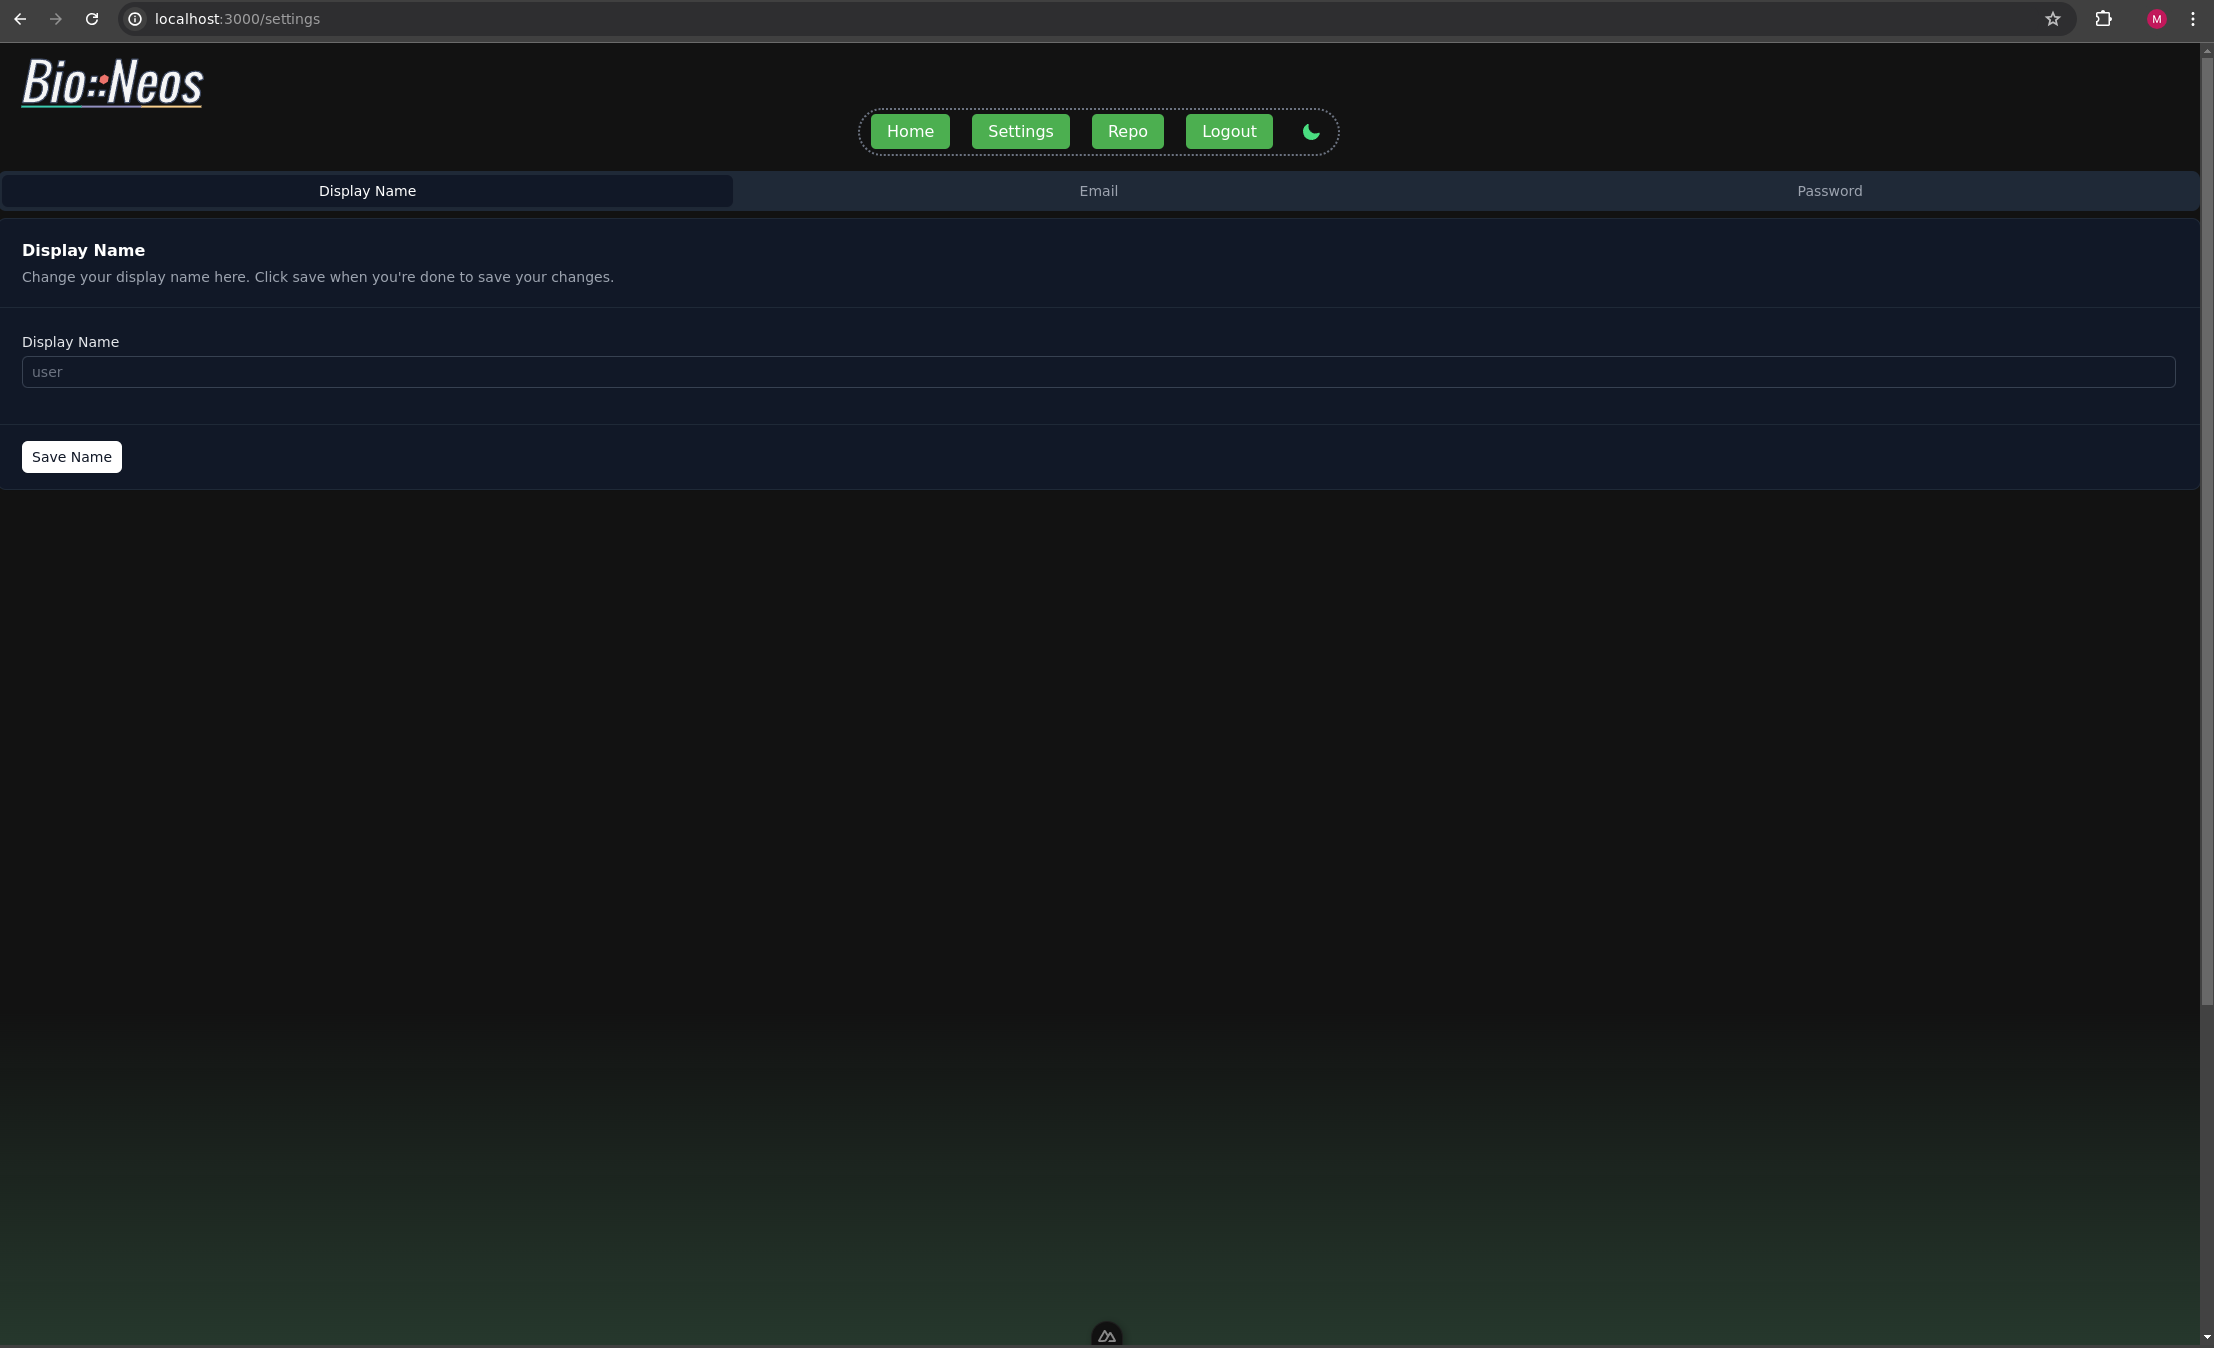 localhost:3000/settings
M
Bio::Neos
Home Settings Repo Logout
Display Name Email Password
Display Name
Change your display name here. Click save when you're done to save your changes.
Display Name
user
Save Name